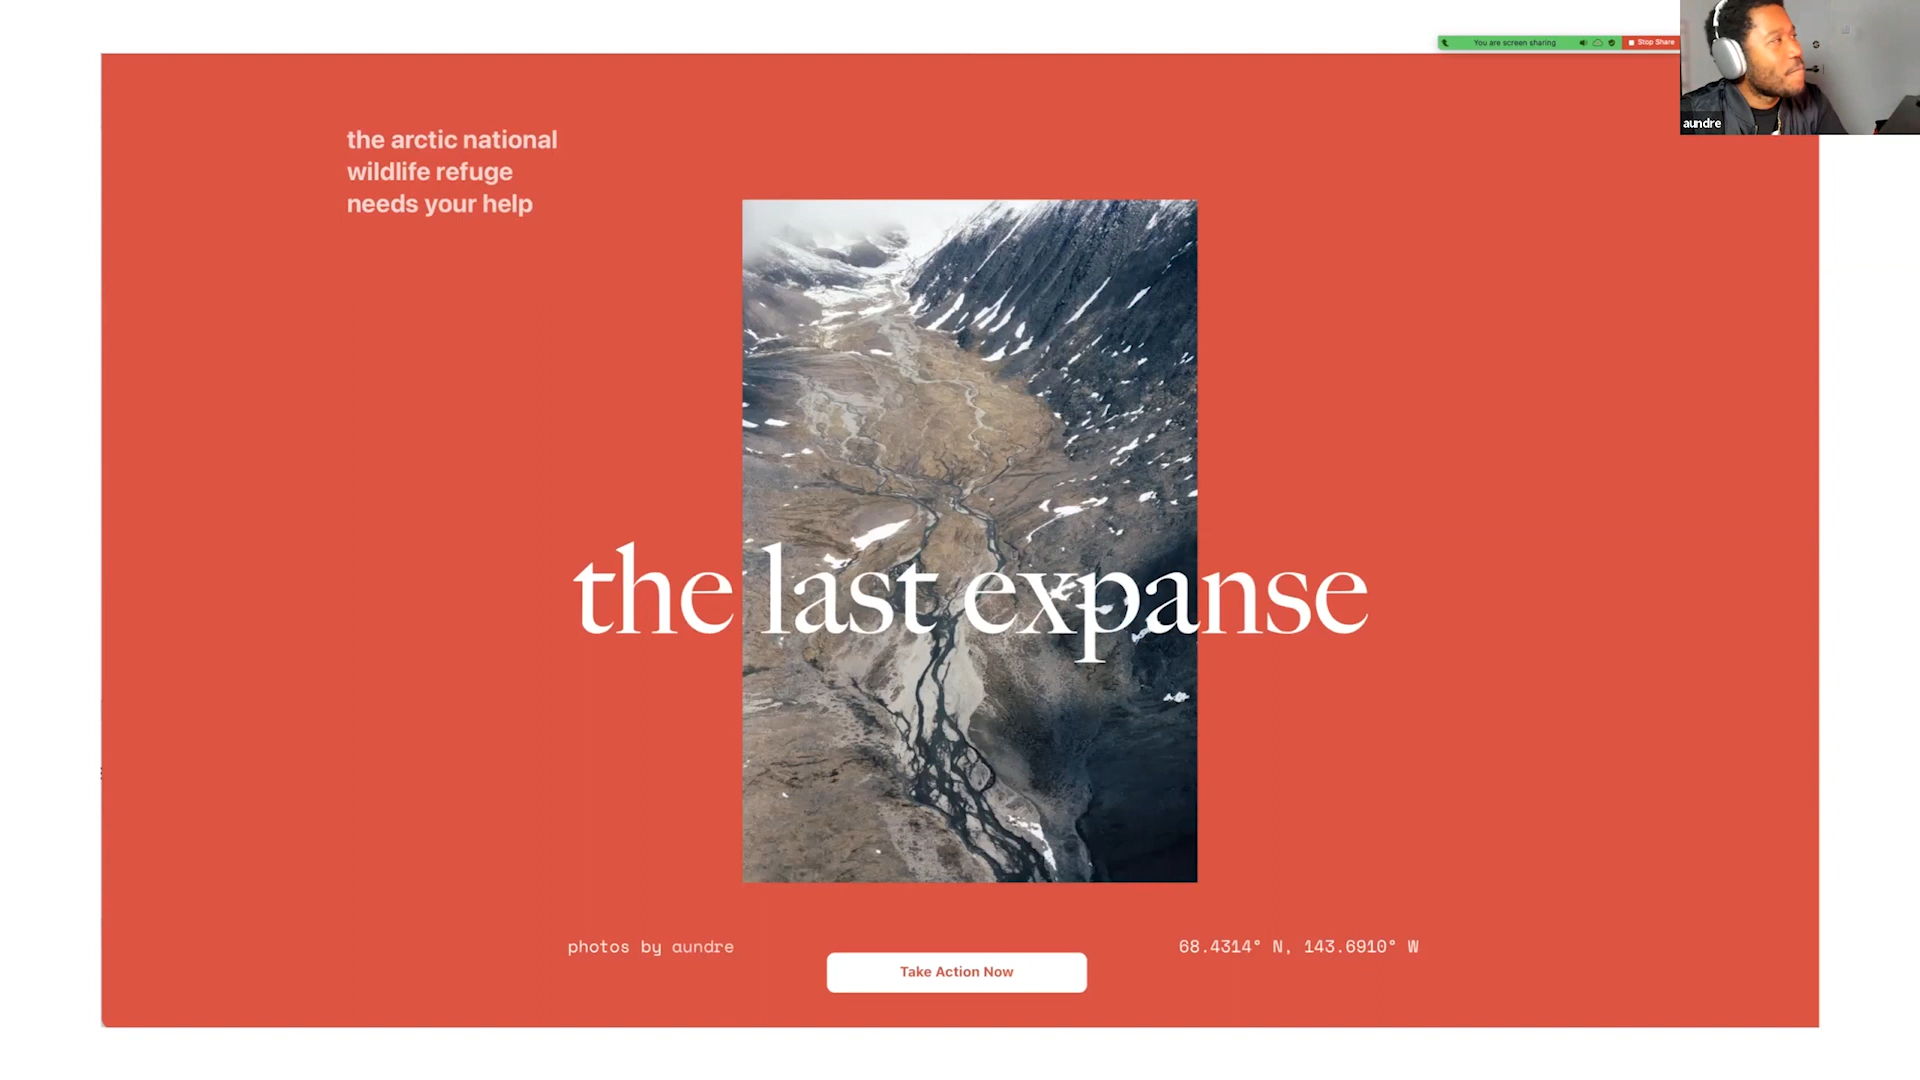 You are screen sharing
Stop Share
aundre
the arctic national
wildlife refuge
needs your help
the last expanse
photos by aundre
68.4314° N, 143.6910° W
Take Action Now